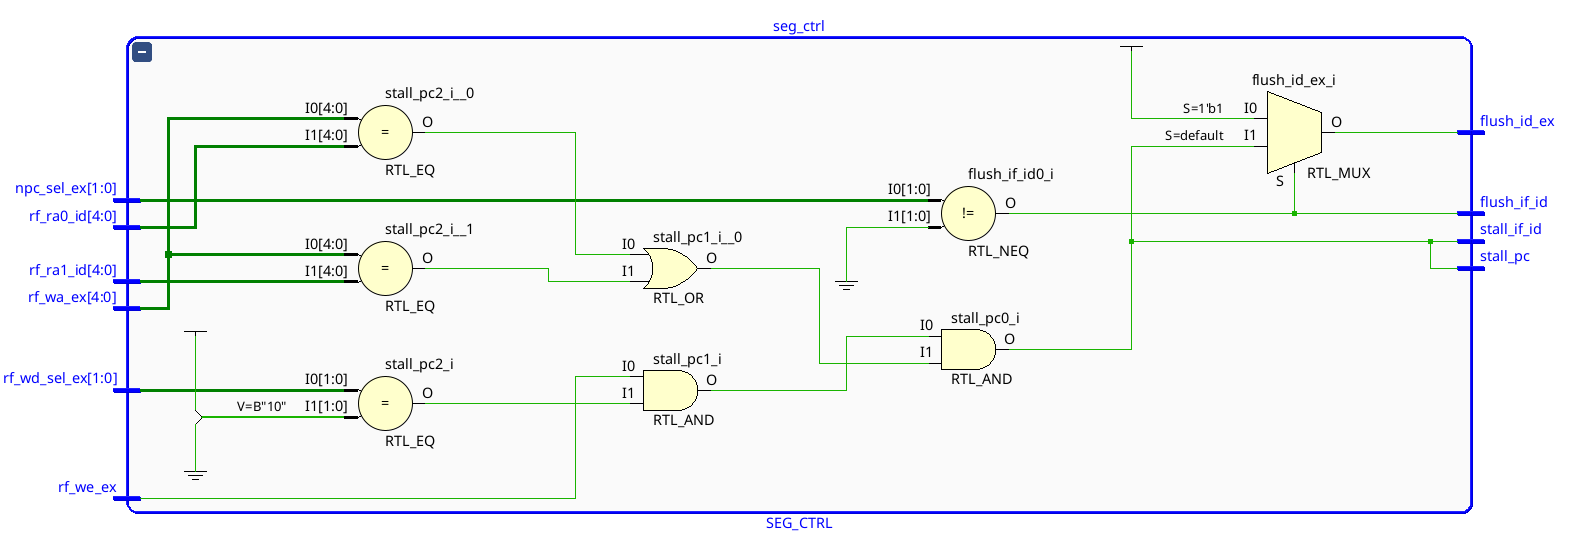 seg_ctrl
−
stall_pc2_i__0
I0[4:0]
I1[4:0]
=
O
RTL_EQ
flush_id_ex_i
S=1'b1
I0
S=default
I1
O
S
RTL_MUX
flush_id_ex
npc_sel_ex[1:0]
rf_ra0_id[4:0]
flush_if_id0_i
I0[1:0]
I1[1:0]
!=
O
RTL_NEQ
flush_if_id
stall_if_id
stall_pc
stall_pc2_i__1
I0[4:0]
I1[4:0]
=
O
RTL_EQ
rf_ra1_id[4:0]
rf_wa_ex[4:0]
stall_pc1_i__0
I0
I1
O
RTL_OR
stall_pc0_i
I0
I1
O
RTL_AND
stall_pc2_i
rf_wd_sel_ex[1:0]
I0[1:0]
V=B"10"
I1[1:0]
=
O
RTL_EQ
stall_pc1_i
I0
I1
O
RTL_AND
rf_we_ex
SEG_CTRL